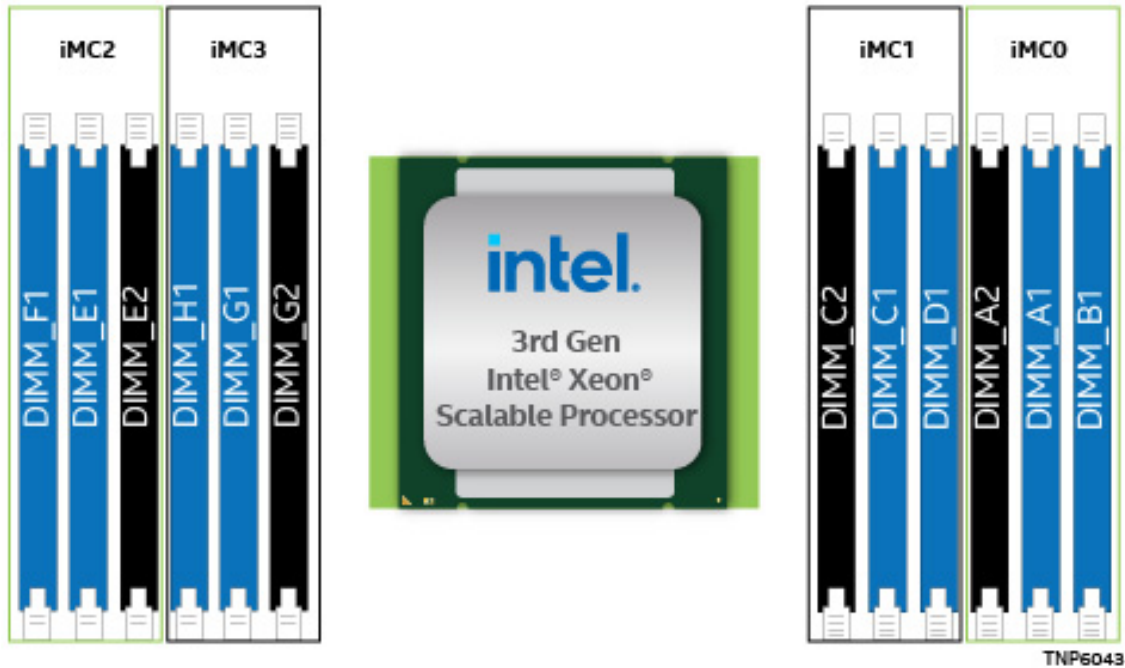 iMC2
iMC3
iMC1
iMC0
DIMM_F1
DIMM_E1
DIMM_E2
DIMM_H1
DIMM_G1
DIMM_G2
intel.
3rd Gen
Intel® Xeon®
Scalable Processor
DIMM_C2
DIMM_C1
DIMM_D1
DIMM_A2
DIMM_A1
DIMM_B1
TNP6043